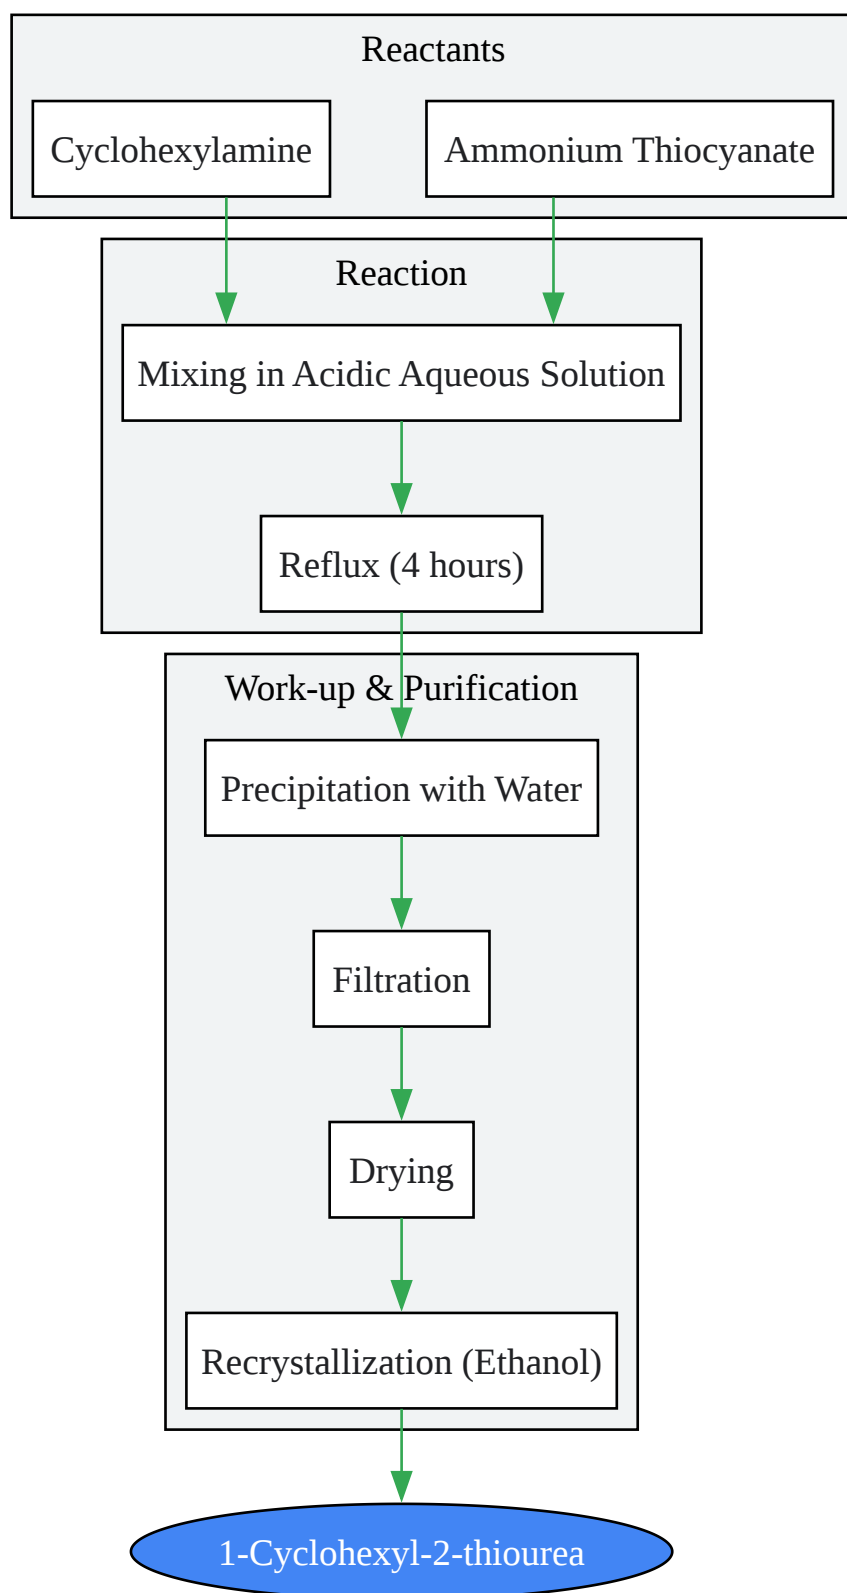 Reactants
Cyclohexylamine
Ammonium Thiocyanate
Reaction
Mixing in Acidic Aqueous Solution
Reflux (4 hours)
Work-up & Purification
Precipitation with Water
Filtration
Drying
Recrystallization (Ethanol)
1-Cyclohexyl-2-thiourea